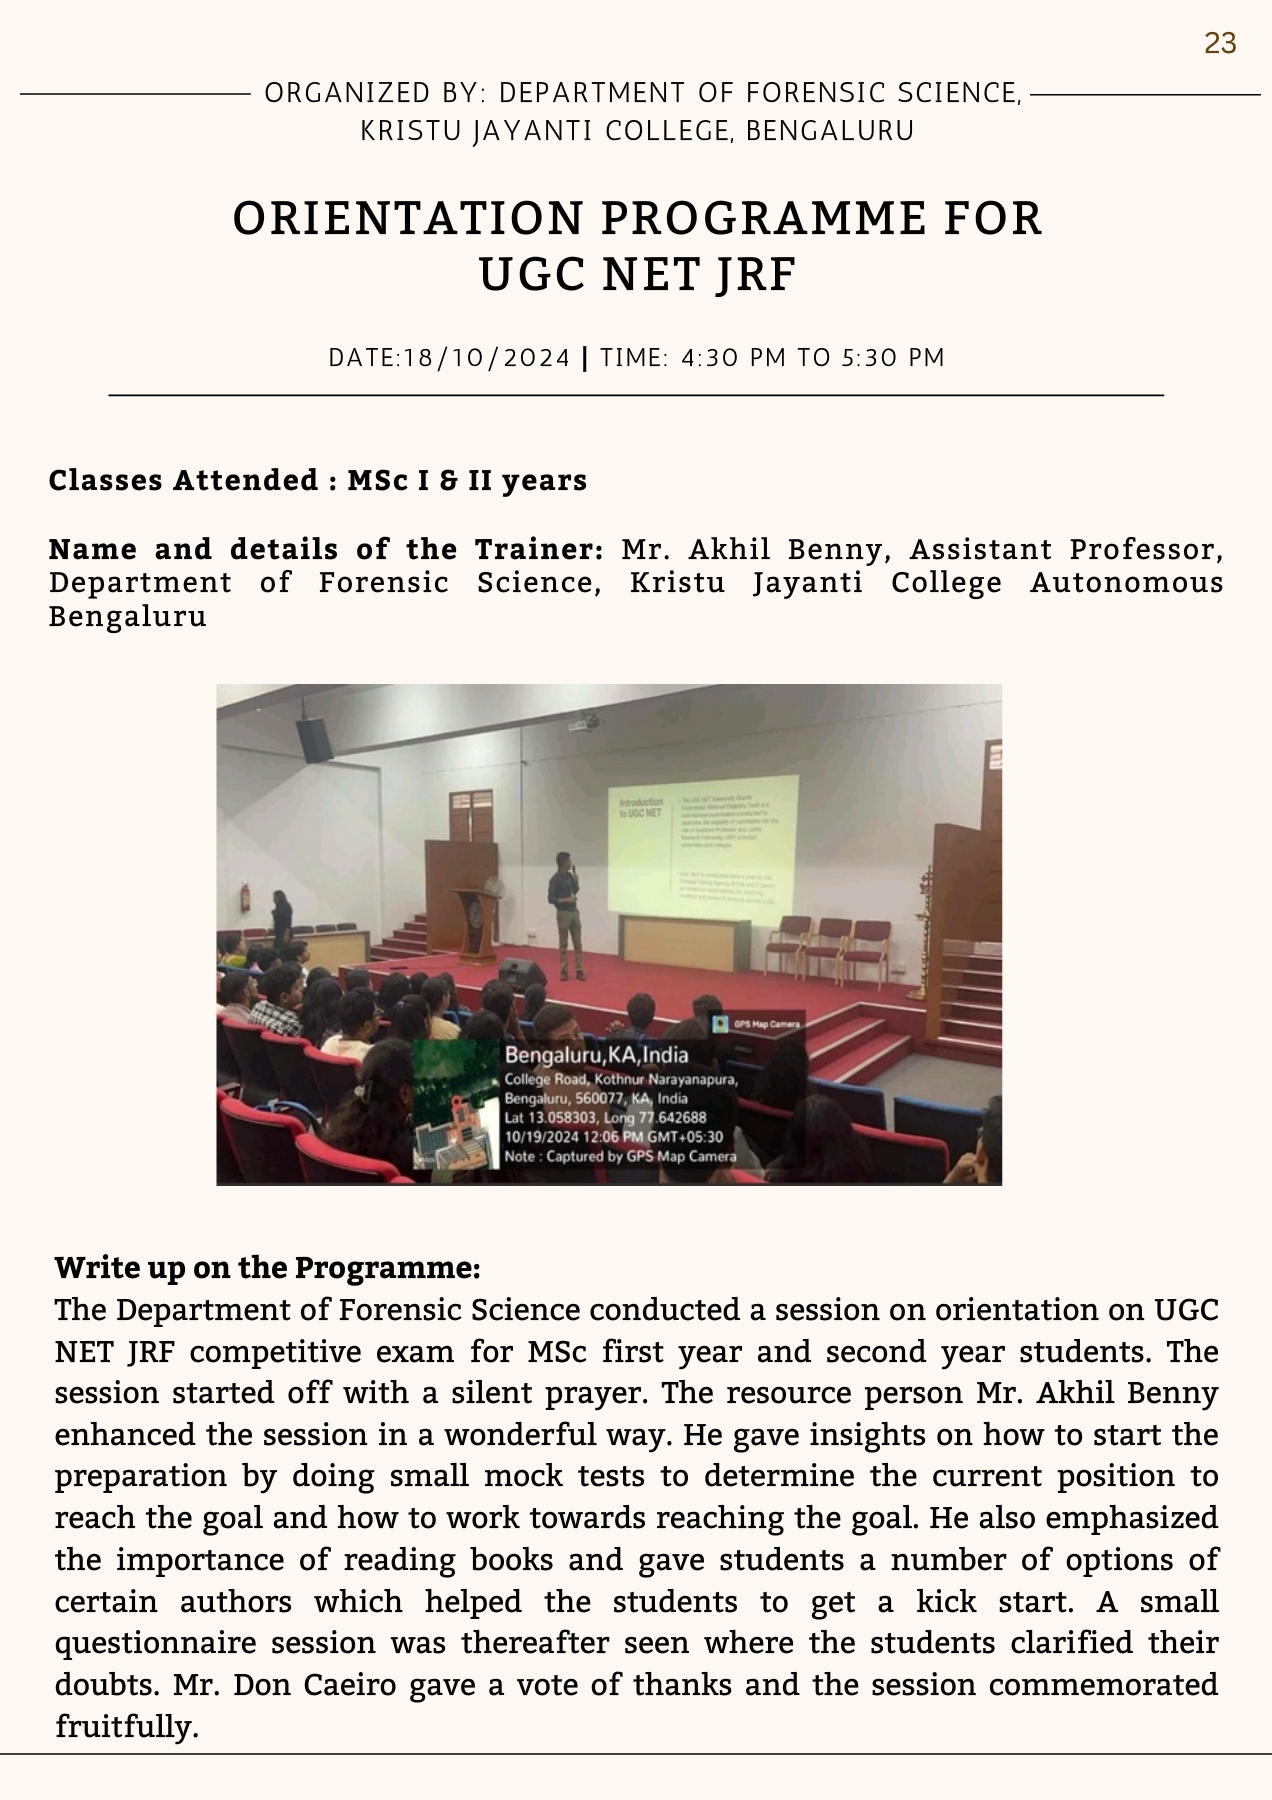 23
ORGANIZED BY: DEPARTMENT OF FORENSIC SCIENCE,
KRISTU JAYANTI COLLEGE, BENGALURU
ORIENTATION PROGRAMME FOR
UGC NET JRF
DATE:18/10/2024 | TIME: 4:30 PM TO 5:30 PM
Classes Attended : MSc I & II years
Name and details of the Trainer: Mr. Akhil Benny, Assistant Professor,
Department of Forensic Science, Kristu Jayanti College Autonomous
Bengaluru
Introduction
to UGC NET
GPS Map Camera
Bengaluru,KA,India
College Road, Kothnur Narayanapura,
Bengaluru, 560077, KA, India
Lat 13.058303, Long 77.642688
10/19/2024 12:06 PM GMT+05:30
Note : Captured by GPS Map Camera
Write up on the Programme:
The Department of Forensic Science conducted a session on orientation on UGC
NET JRF competitive exam for MSc first year and second year students. The
session started off with a silent prayer. The resource person Mr. Akhil Benny
enhanced the session in a wonderful way. He gave insights on how to start the
preparation by doing small mock tests to determine the current position to
reach the goal and how to work towards reaching the goal. He also emphasized
the importance of reading books and gave students a number of options of
certain authors which helped the students to get a kick start. A small
questionnaire session was thereafter seen where the students clarified their
doubts. Mr. Don Caeiro gave a vote of thanks and the session commemorated
fruitfully.